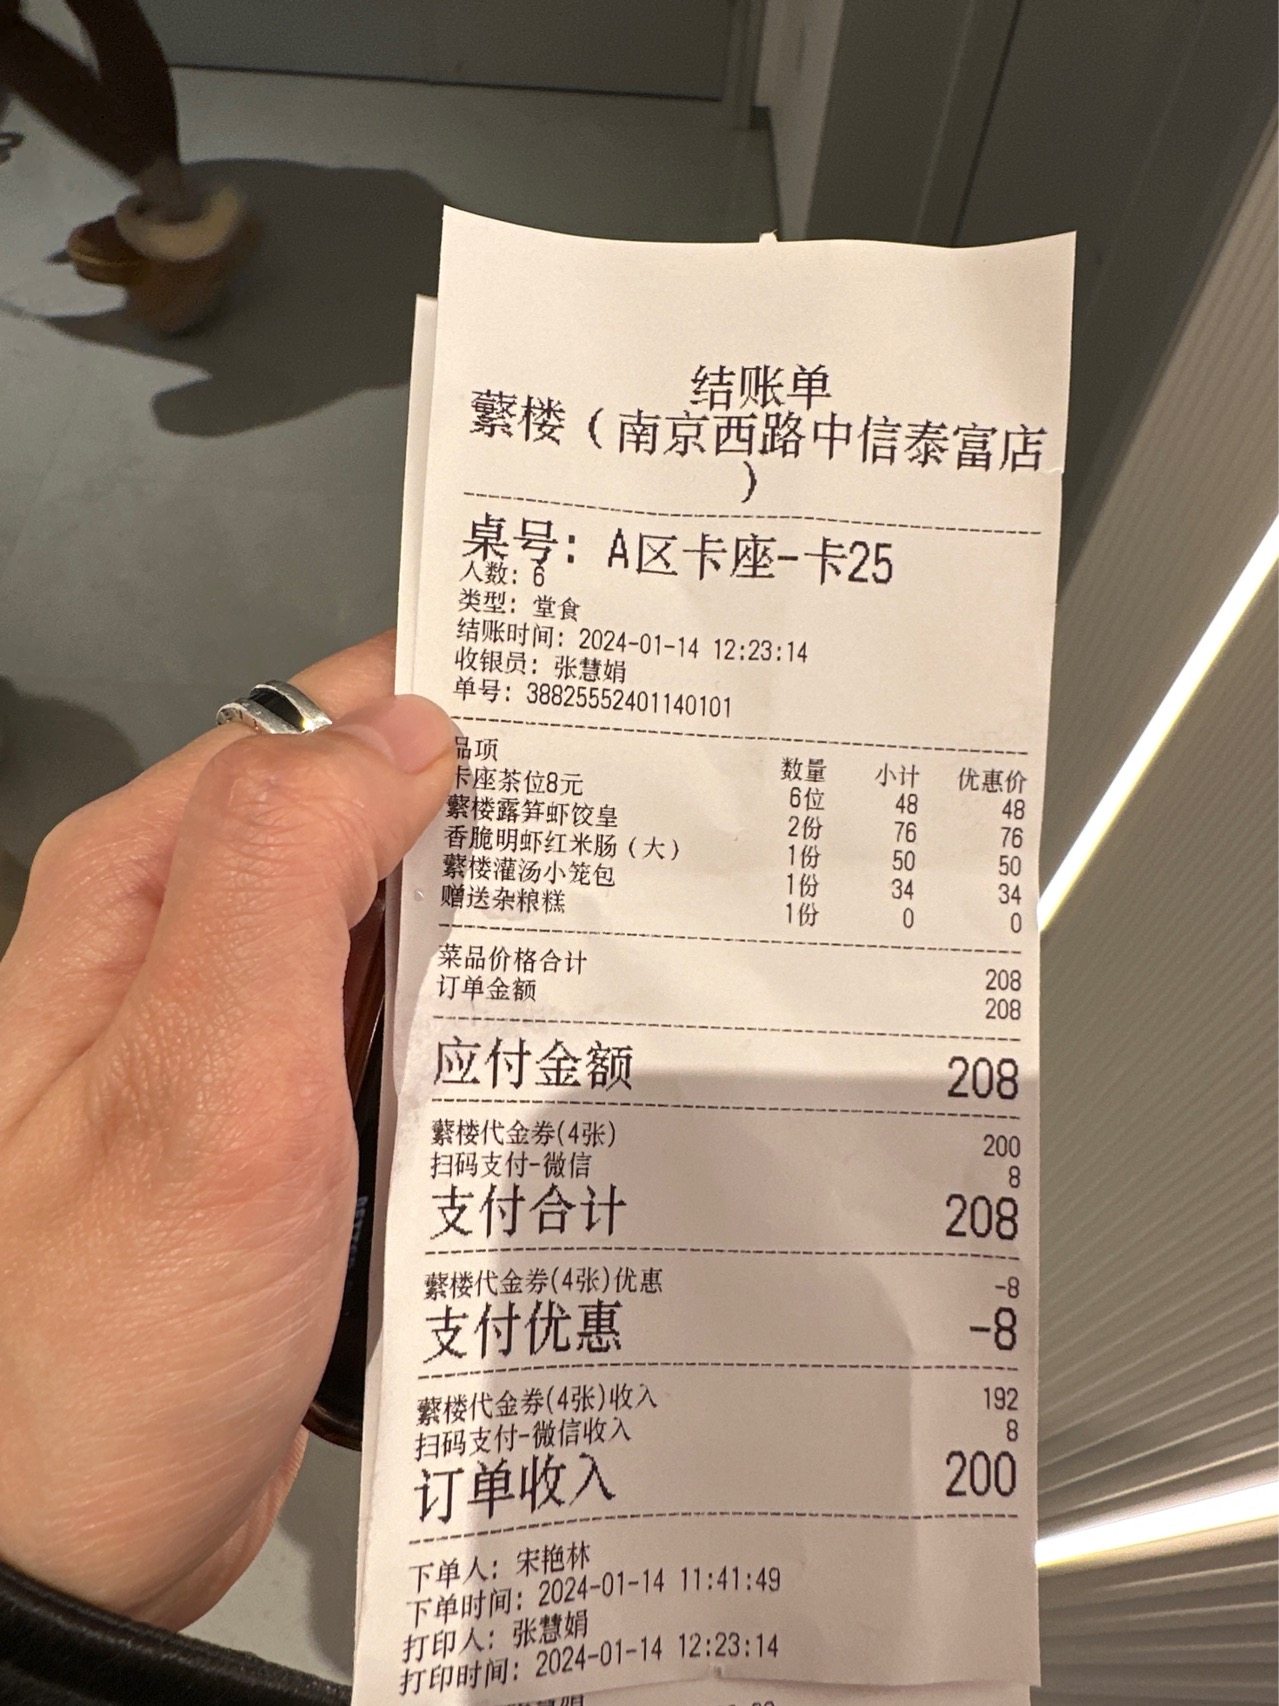 结账单
蘩楼（南京西路中信泰富店
）
桌号: A区卡座-卡25
人数: 6
类型: 堂食
结账时间: 2024-01-14 12:23:14
收银员: 张慧娟
单号: 38825552401140101
品项 数量 小计 优惠价
卡座茶位8元 6位 48 48
蘩楼露笋虾饺皇 2份 76 76
香脆明虾红米肠（大） 1份 50 50
蘩楼灌汤小笼包 1份 34 34
赠送杂粮糕 1份 0 0
菜品价格合计 208
订单金额 208
应付金额 208
蘩楼代金券(4张) 200
扫码支付-微信 8
支付合计 208
蘩楼代金券(4张)优惠 -8
支付优惠 -8
蘩楼代金券(4张)收入 192
扫码支付-微信收入 8
订单收入 200
下单人: 宋艳林
下单时间: 2024-01-14 11:41:49
打印人: 张慧娟
打印时间: 2024-01-14 12:23:14